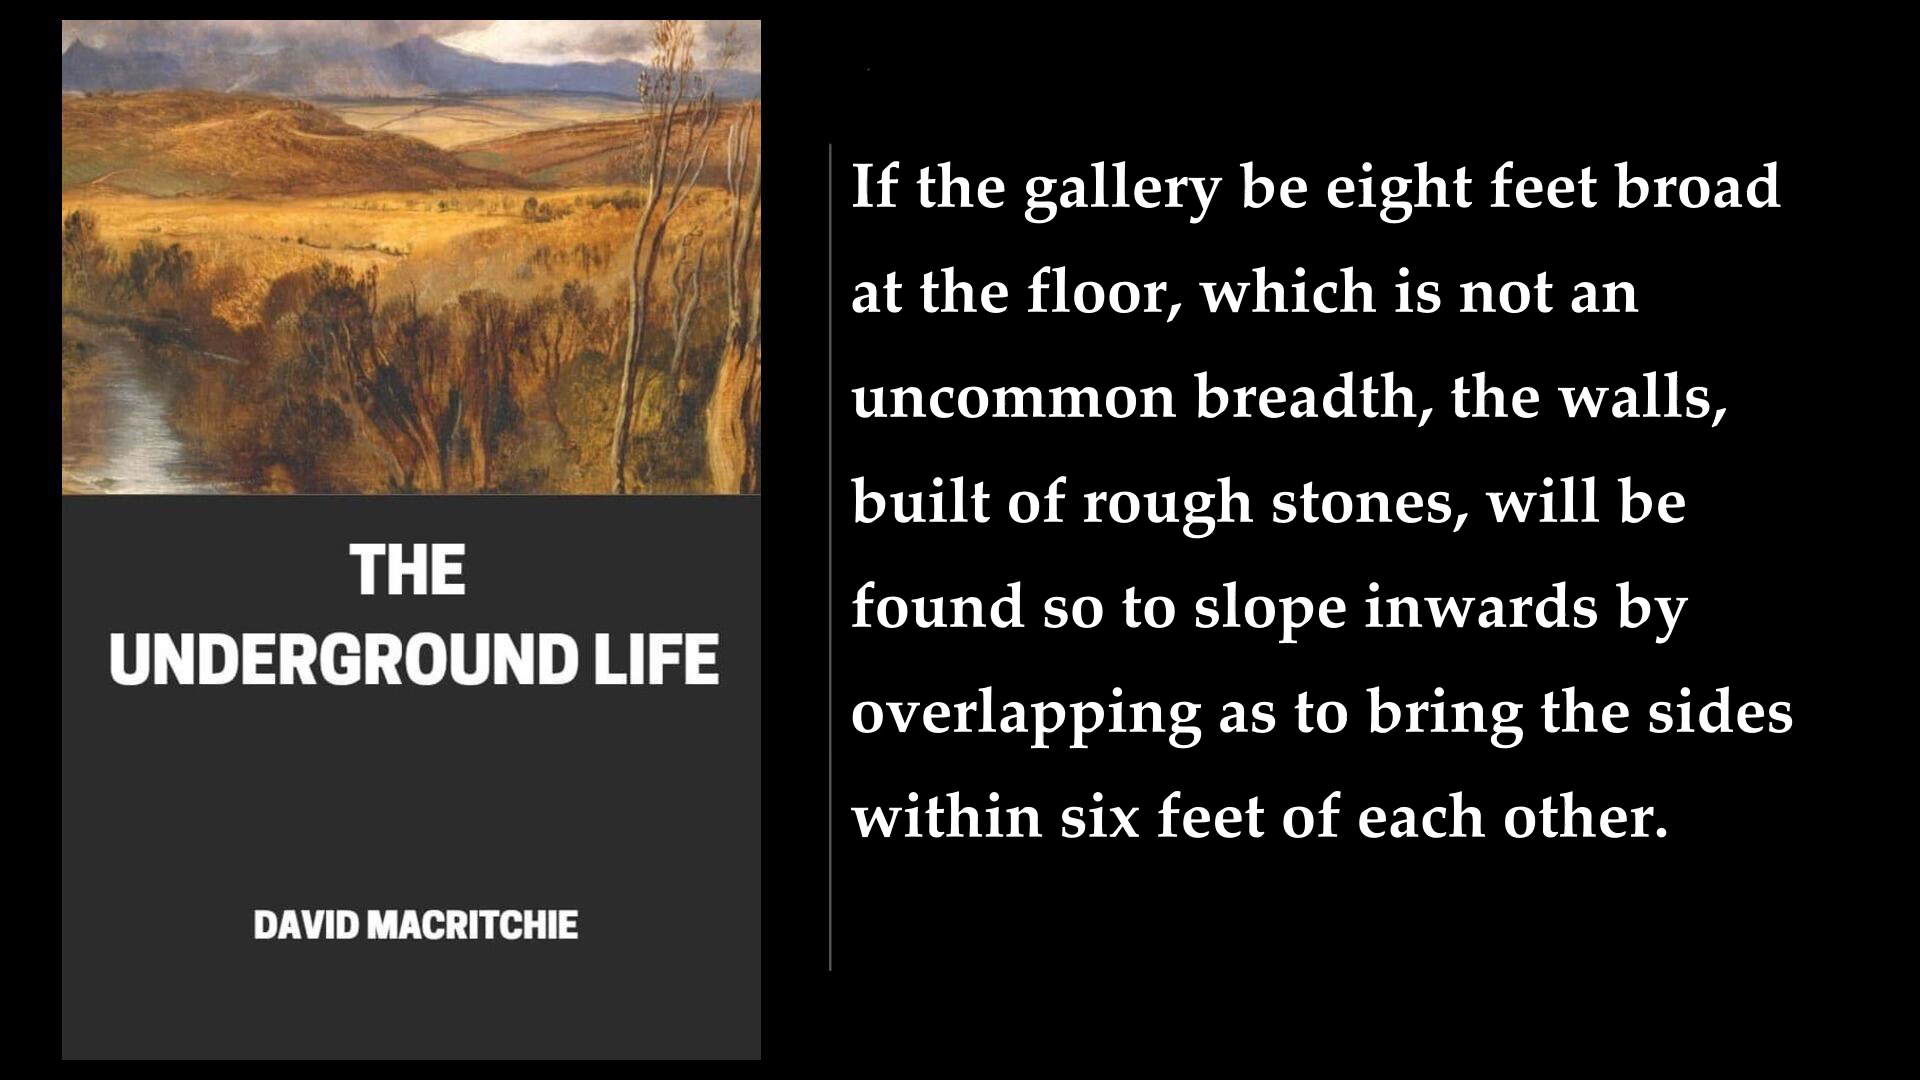 THE
UNDERGROUND LIFE
DAVID MACRITCHIE
If the gallery be eight feet broad
at the floor, which is not an
uncommon breadth, the walls,
built of rough stones, will be
found so to slope inwards by
overlapping as to bring the sides
within six feet of each other.